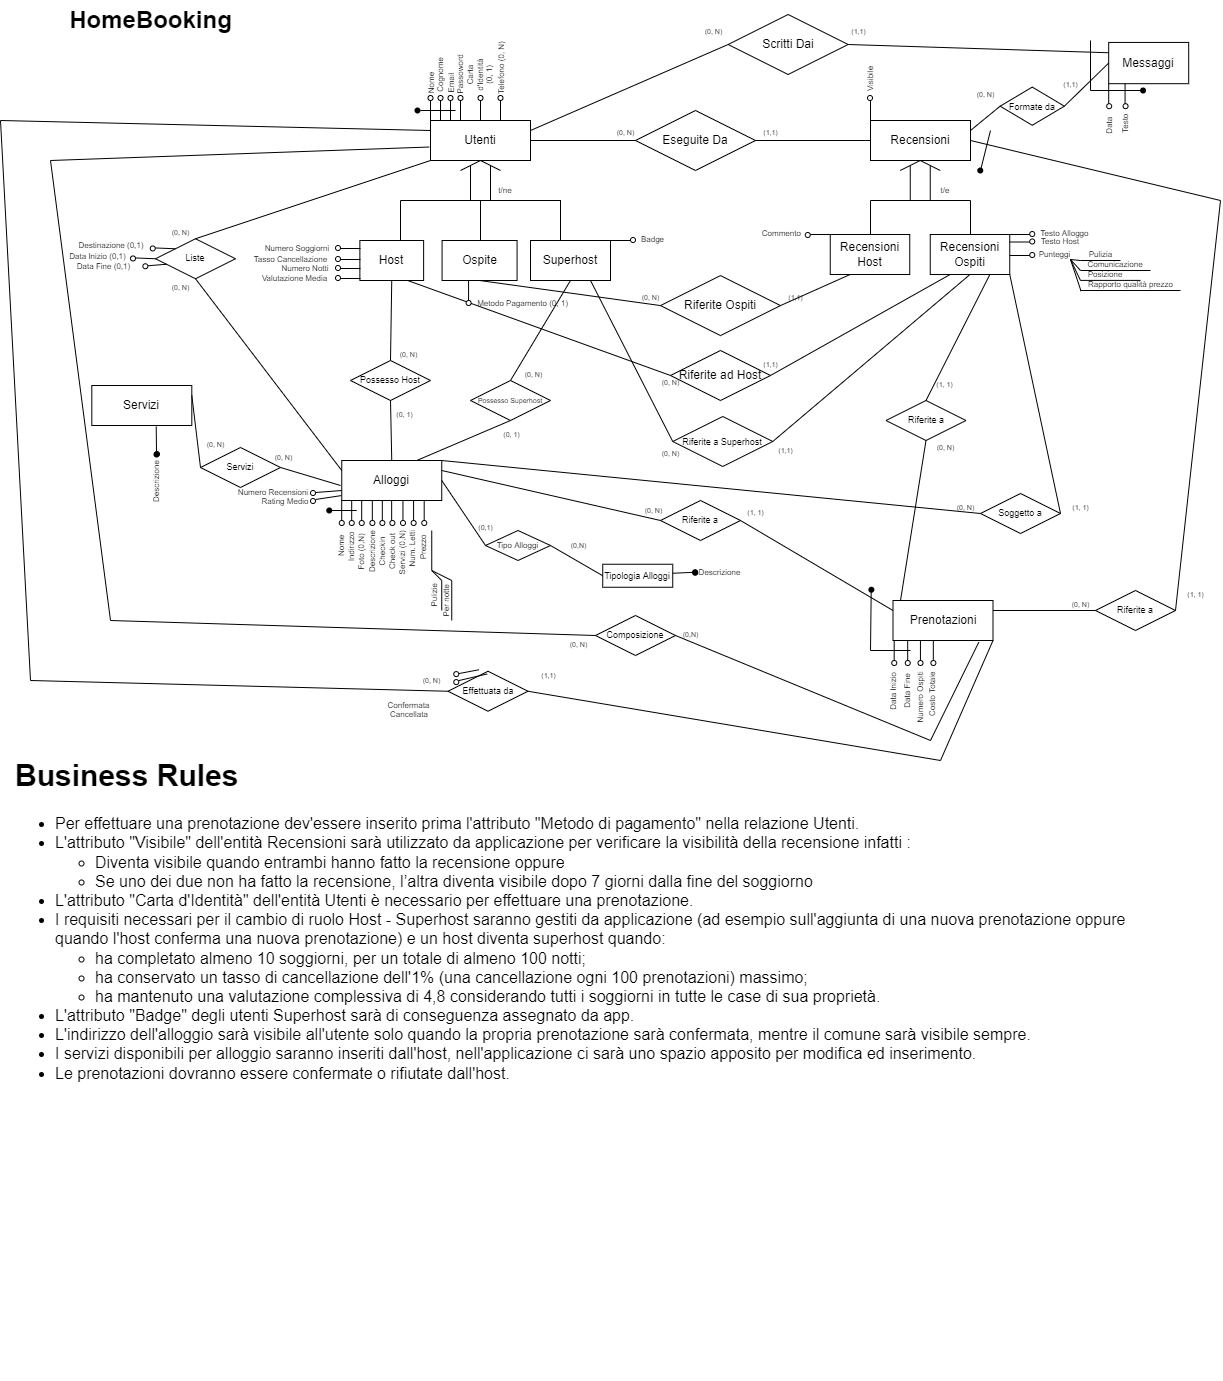 HomeBooking
Nome
Cognome
Email
Passoword
Carta
d'Identità
(0, 1)
Telefono (0, N)
(0, N)
Scritti Dai
(1,1)
Messaggi
Visibile
(0, N)
Formate da
(1,1)
Data
Testo
Utenti
(0, N)
Eseguite Da
(1,1)
Recensioni
t/ne
t/e
(0, N)
Destinazione (0,1)
Data Inizio (0,1)
Data Fine (0,1)
Liste
(0, N)
Numero Soggiorni
Tasso Cancellazione
Numero Notti
Valutazione Media
Host
Ospite
Superhost
Badge
Commento
Recensioni
Host
Recensioni
Ospiti
Testo Alloggo
Testo Host
Punteggi
Pulizia
Comunicazione
Posizione
Rapporto qualità prezzo
Metodo Pagamento (0, 1)
(0, N)
Riferite Ospiti
(1,1)
(0, N)
Possesso Host
(0, 1)
(0, N)
Possesso Superhost
(0, 1)
(0, N)
Riferite ad Host
(1,1)
(0, N)
Riferite a Superhost
(1,1)
(1, 1)
Riferite a
(0, N)
Servizi
Descrizione
(0, N)
Servizi
(0, N)
Alloggi
Numero Recensioni
Rating Medio
Nome
Indirizzo
Foto (0,N)
Descrizione
Checkin
Check out
Servizi (0,N)
Num. Letti
Prezzo
Pulizie
Per notte
(0,1)
Tipo Alloggi
(0,N)
Tipologia Alloggi
Descrizione
(0, N)
Riferite a
(1, 1)
(0, N)
Soggetto a
(1, 1)
Prenotazioni
Data Inizio
Data Fine
Numero Ospiti
Costo Totale
(0, N)
Riferite a
(1, 1)
(0, N)
Composizione
(0,N)
(0, N)
Effettuata da
(1,1)
Confermata
Cancellata
Business Rules
• Per effettuare una prenotazione dev'essere inserito prima l'attributo "Metodo di pagamento" nella relazione Utenti.
• L'attributo "Visibile" dell'entità Recensioni sarà utilizzato da applicazione per verificare la visibilità della recensione infatti :
◦ Diventa visibile quando entrambi hanno fatto la recensione oppure
◦ Se uno dei due non ha fatto la recensione, l’altra diventa visibile dopo 7 giorni dalla fine del soggiorno
• L'attributo "Carta d'Identità" dell'entità Utenti è necessario per effettuare una prenotazione.
• I requisiti necessari per il cambio di ruolo Host - Superhost saranno gestiti da applicazione (ad esempio sull'aggiunta di una nuova prenotazione oppure
quando l'host conferma una nuova prenotazione) e un host diventa superhost quando:
◦ ha completato almeno 10 soggiorni, per un totale di almeno 100 notti;
◦ ha conservato un tasso di cancellazione dell'1% (una cancellazione ogni 100 prenotazioni) massimo;
◦ ha mantenuto una valutazione complessiva di 4,8 considerando tutti i soggiorni in tutte le case di sua proprietà.
• L'attributo "Badge" degli utenti Superhost sarà di conseguenza assegnato da app.
• L'indirizzo dell'alloggio sarà visibile all'utente solo quando la propria prenotazione sarà confermata, mentre il comune sarà visibile sempre.
• I servizi disponibili per alloggio saranno inseriti dall'host, nell'applicazione ci sarà uno spazio apposito per modifica ed inserimento.
• Le prenotazioni dovranno essere confermate o rifiutate dall'host.